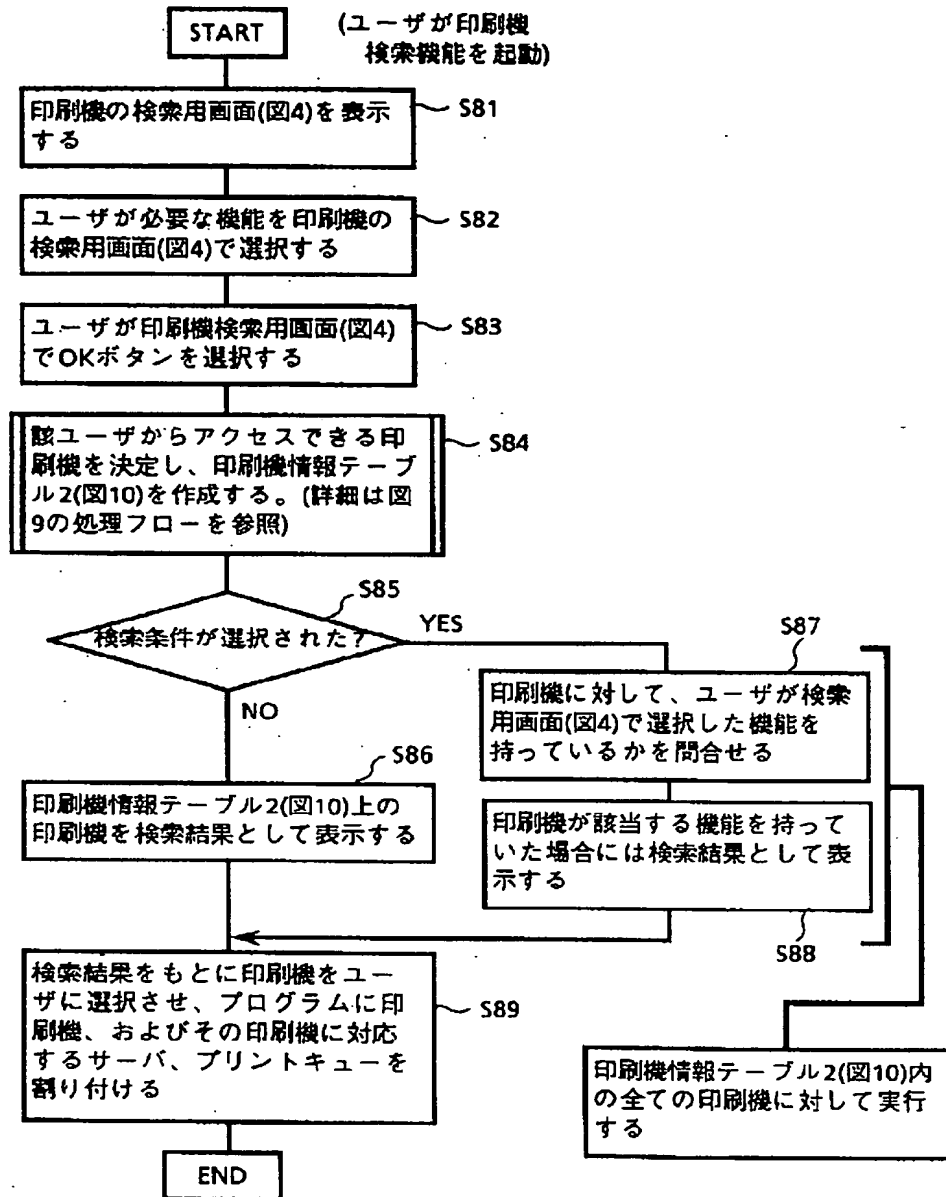 START
(ユーザが印刷機
検索機能を起動)
印刷機の検索用画面(図4)を表示
する
S81
ユーザが必要な機能を印刷機の
検索用画面(図4)で選択する
S82
ユーザが印刷機検索用画面(図4)
でOKボタンを選択する
S83
該ユーザからアクセスできる印
刷機を決定し、印刷機情報テーブ
ル2(図10)を作成する。(詳細は図
9の処理フローを参照)
S84
S85
検索条件が選択された?
YES
NO
S87
印刷機に対して、ユーザが検索
用画面(図4)で選択した機能を
持っているかを問合せる
S86
印刷機情報テーブル2(図10)上の
印刷機を検索結果として表示する
印刷機が該当する機能を持って
いた場合には検索結果として表
示する
S88
検索結果をもとに印刷機をユー
ザに選択させ、プログラムに印
刷機、およびその印刷機に対応
するサーバ、プリントキューを
割り付ける
S89
印刷機情報テーブル2(図10)内
の全ての印刷機に対して実行
する
END